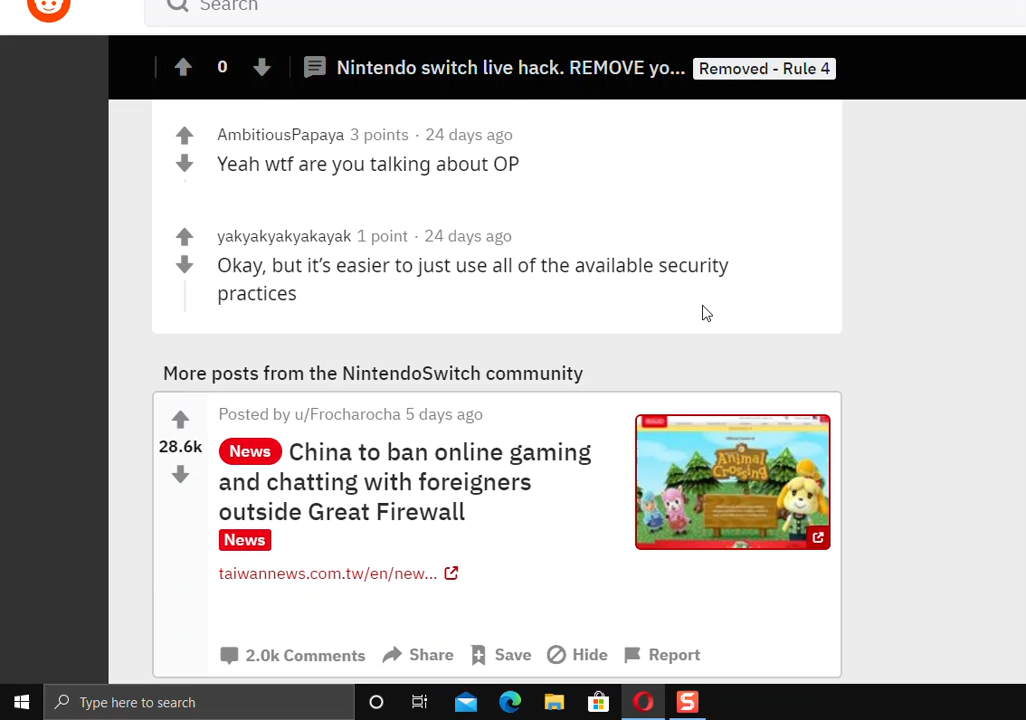 Search
0 Nintendo switch live hack. REMOVE yo... Removed - Rule 4
AmbitiousPapaya 3 points · 24 days ago
Yeah wtf are you talking about OP
yakyakyakyakayak 1 point · 24 days ago
Okay, but it's easier to just use all of the available security
practices
More posts from the NintendoSwitch community
Posted by u/Frocharocha 5 days ago
28.6k
News China to ban online gaming
and chatting with foreigners
outside Great Firewall
News
taiwannews.com.tw/en/new...
ANIMAL CROSSING
2.0k Comments Share Save Hide Report
Type here to search